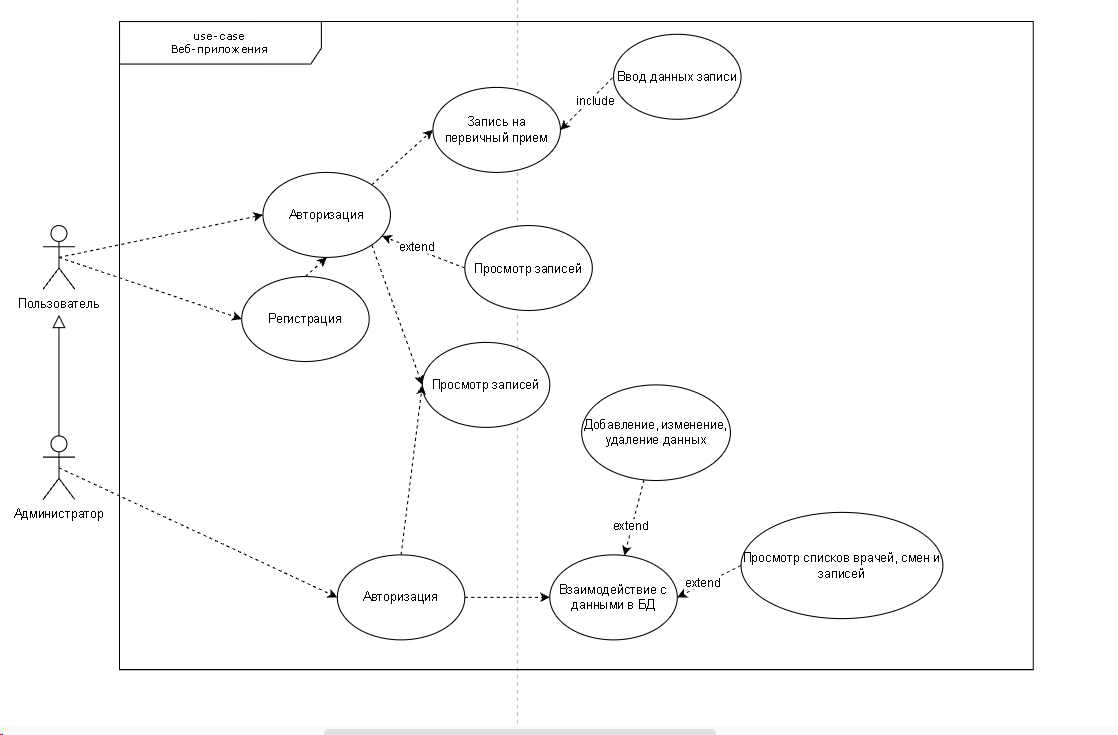 use-case
Веб-приложения
Ввод данных записи
include
Запись на
первичный прием
Авторизация
extend
Просмотр записей
Пользователь
Регистрация
Просмотр записей
Добавление, изменение,
удаление данных
Администратор
extend
Просмотр списков врачей, смен и
записей
extend
Авторизация
Взаимодействие с
данными в БД